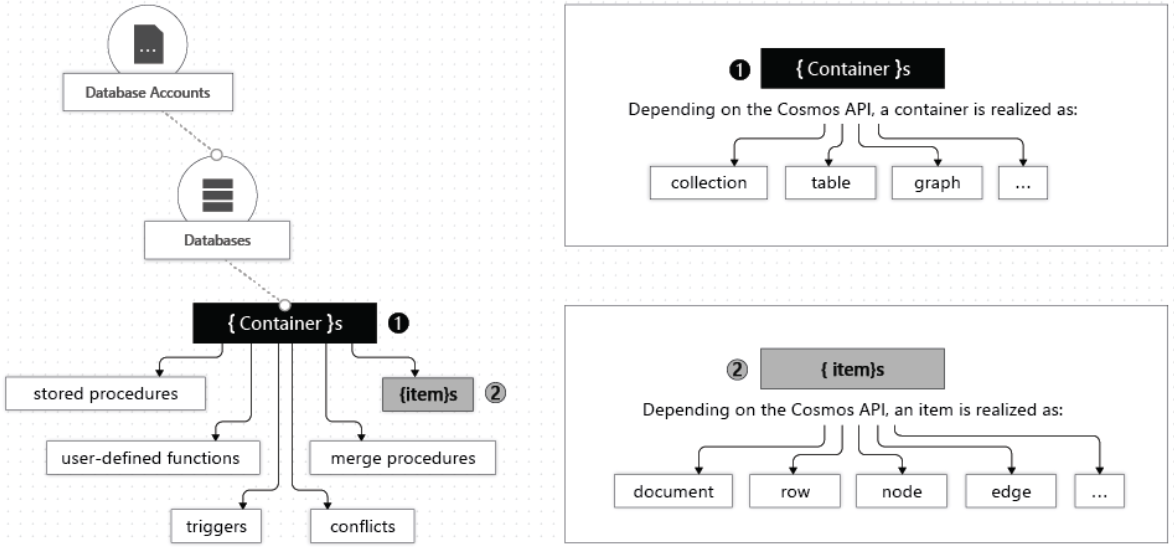 ...
Database Accounts
Databases
{ Container }s
1
stored procedures
{item}s
2
user-defined functions
merge procedures
triggers
conflicts
1
{ Container }s
Depending on the Cosmos API, a container is realized as:
collection
table
graph
...
2
{ item}s
Depending on the Cosmos API, an item is realized as:
document
row
node
edge
...